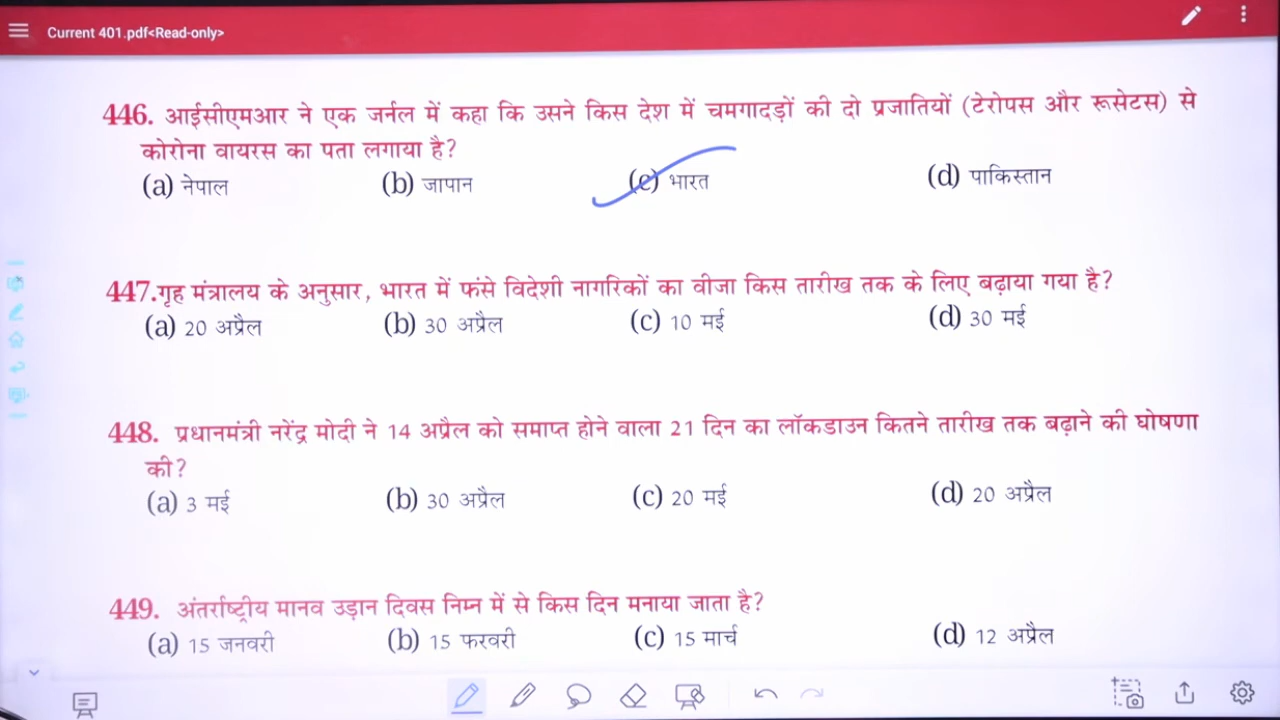 Current 401.pdf<Read-only>
446. आईसीएमआर ने एक जर्नल में कहा कि उसने किस देश में चमगादड़ों की दो प्रजातियों (टेरोपस और रूसेटस) से
कोरोना वायरस का पता लगाया है?
(a) नेपाल (b) जापान (c) भारत (d) पाकिस्तान
447.गृह मंत्रालय के अनुसार, भारत में फंसे विदेशी नागरिकों का वीजा किस तारीख तक के लिए बढ़ाया गया है?
(a) 20 अप्रैल (b) 30 अप्रैल (c) 10 मई (d) 30 मई
448. प्रधानमंत्री नरेंद्र मोदी ने 14 अप्रैल को समाप्त होने वाला 21 दिन का लॉकडाउन कितने तारीख तक बढ़ाने की घोषणा
की?
(a) 3 मई (b) 30 अप्रैल (c) 20 मई (d) 20 अप्रैल
449. अंतर्राष्ट्रीय मानव उड़ान दिवस निम्न में से किस दिन मनाया जाता है?
(a) 15 जनवरी (b) 15 फरवरी (c) 15 मार्च (d) 12 अप्रैल